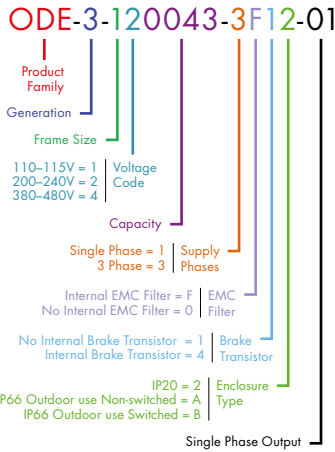 ODE-3-120043-3F12-01
Product
Family
Generation
Frame Size
110–115V = 1
200–240V = 2
380–480V = 4
Voltage
Code
Capacity
Single Phase = 1
3 Phase = 3
Supply
Phases
Internal EMC Filter = F
No Internal EMC Filter = 0
EMC
Filter
No Internal Brake Transistor = 1
Internal Brake Transistor = 4
Brake
Transistor
IP20 = 2
P66 Outdoor use Non-switched = A
IP66 Outdoor use Switched = B
Enclosure
Type
Single Phase Output